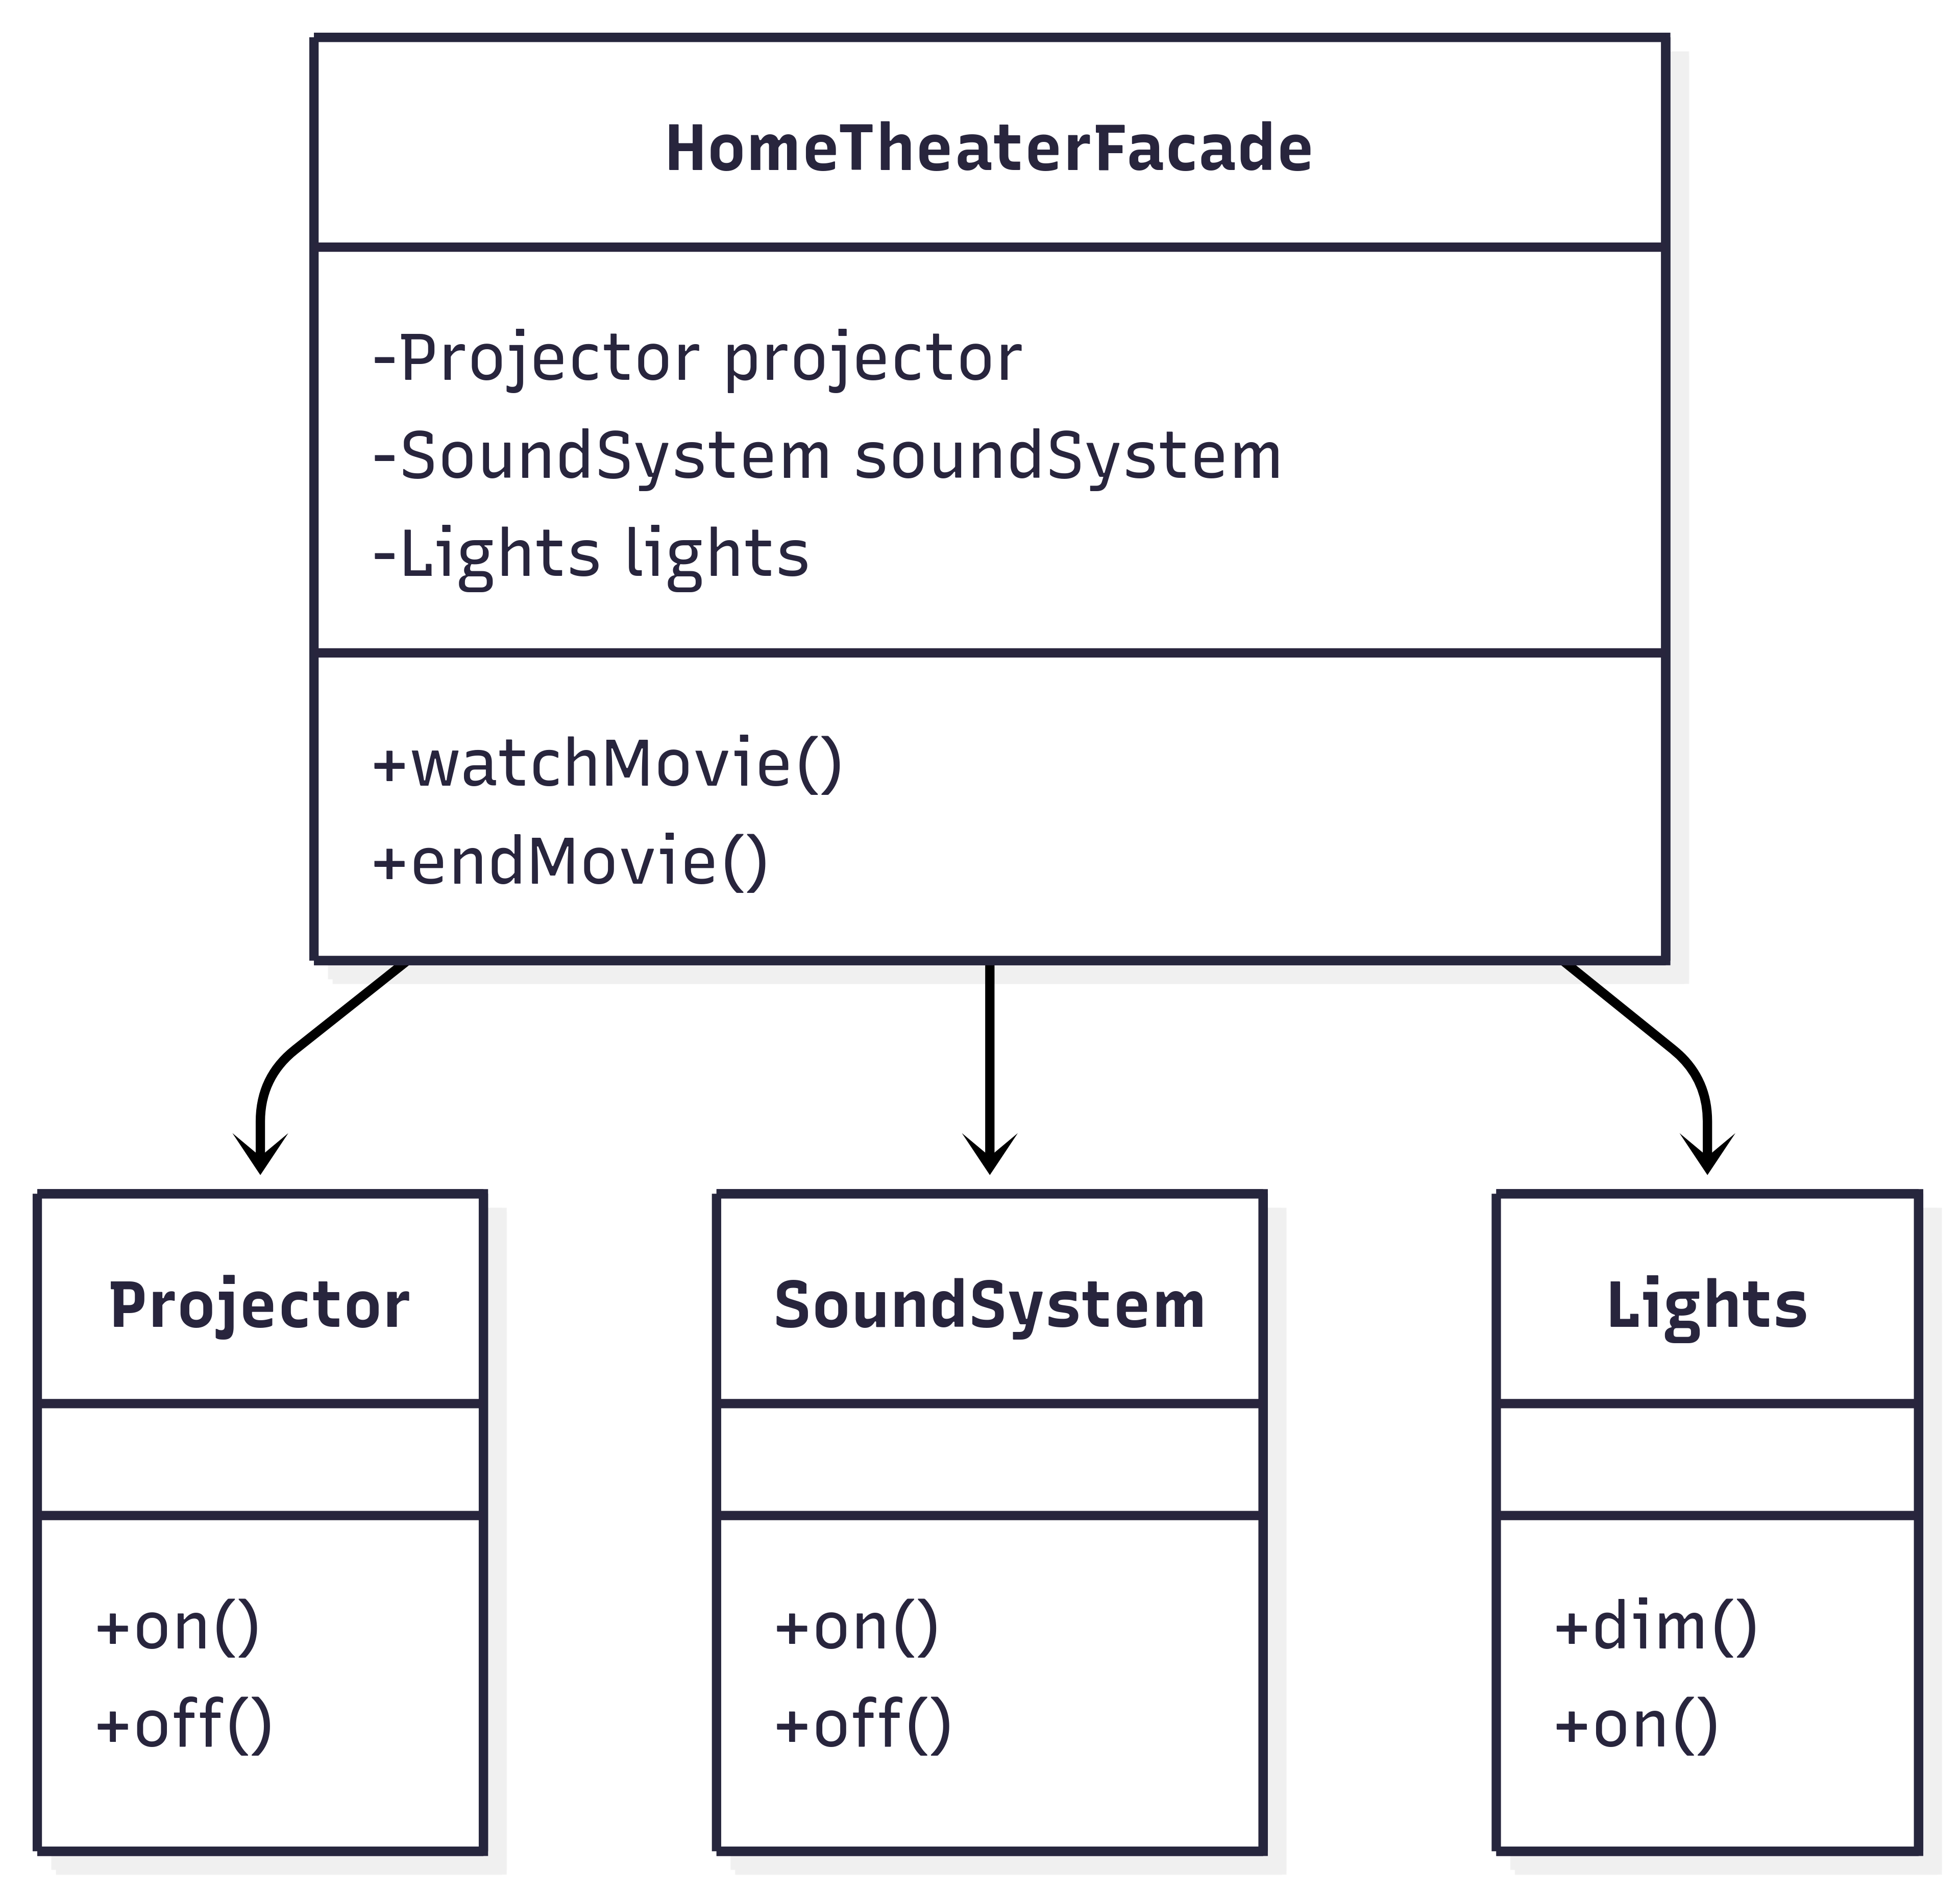 HomeTheaterFacade
-Projector projector
-SoundSystem soundSystem
-Lights lights
+watchMovie()
+endMovie()
Projector
+on()
+off()
SoundSystem
+on()
+off()
Lights
+dim()
+on()